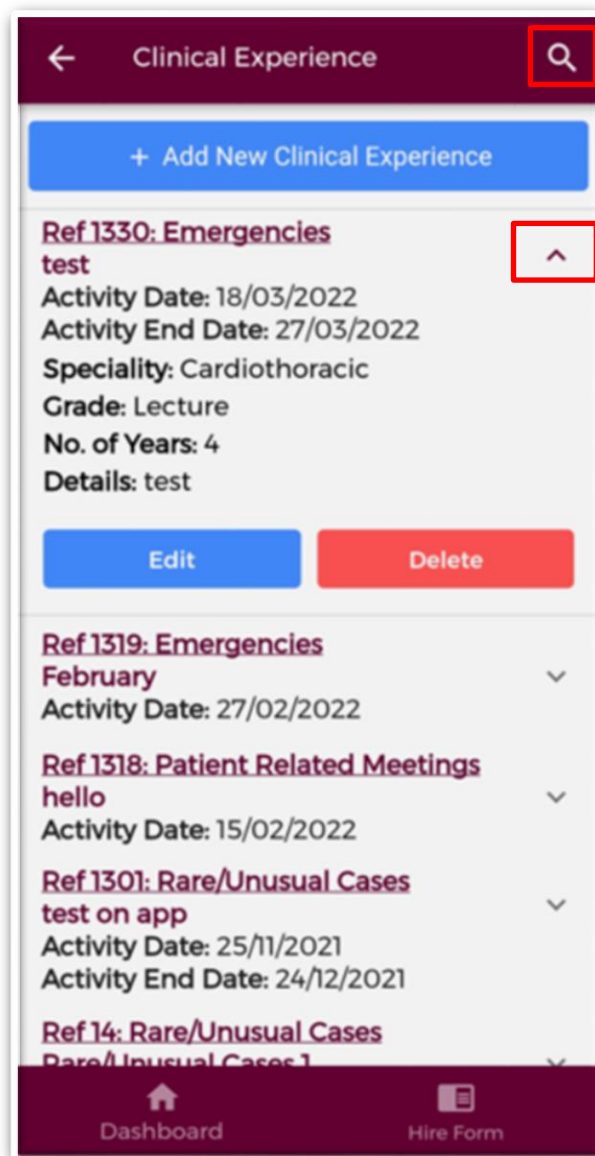 Clinical Experience
+ Add New Clinical Experience
Ref 1330: Emergencies
test
Activity Date: 18/03/2022
Activity End Date: 27/03/2022
Speciality: Cardiothoracic
Grade: Lecture
No. of Years: 4
Details: test
Edit Delete
Ref 1319: Emergencies
February
Activity Date: 27/02/2022
Ref 1318: Patient Related Meetings
hello
Activity Date: 15/02/2022
Ref 1301: Rare/Unusual Cases
test on app
Activity Date: 25/11/2021
Activity End Date: 24/12/2021
Ref 14: Rare/Unusual Cases
Rare/Unusual Cases 1
Dashboard Hire Form